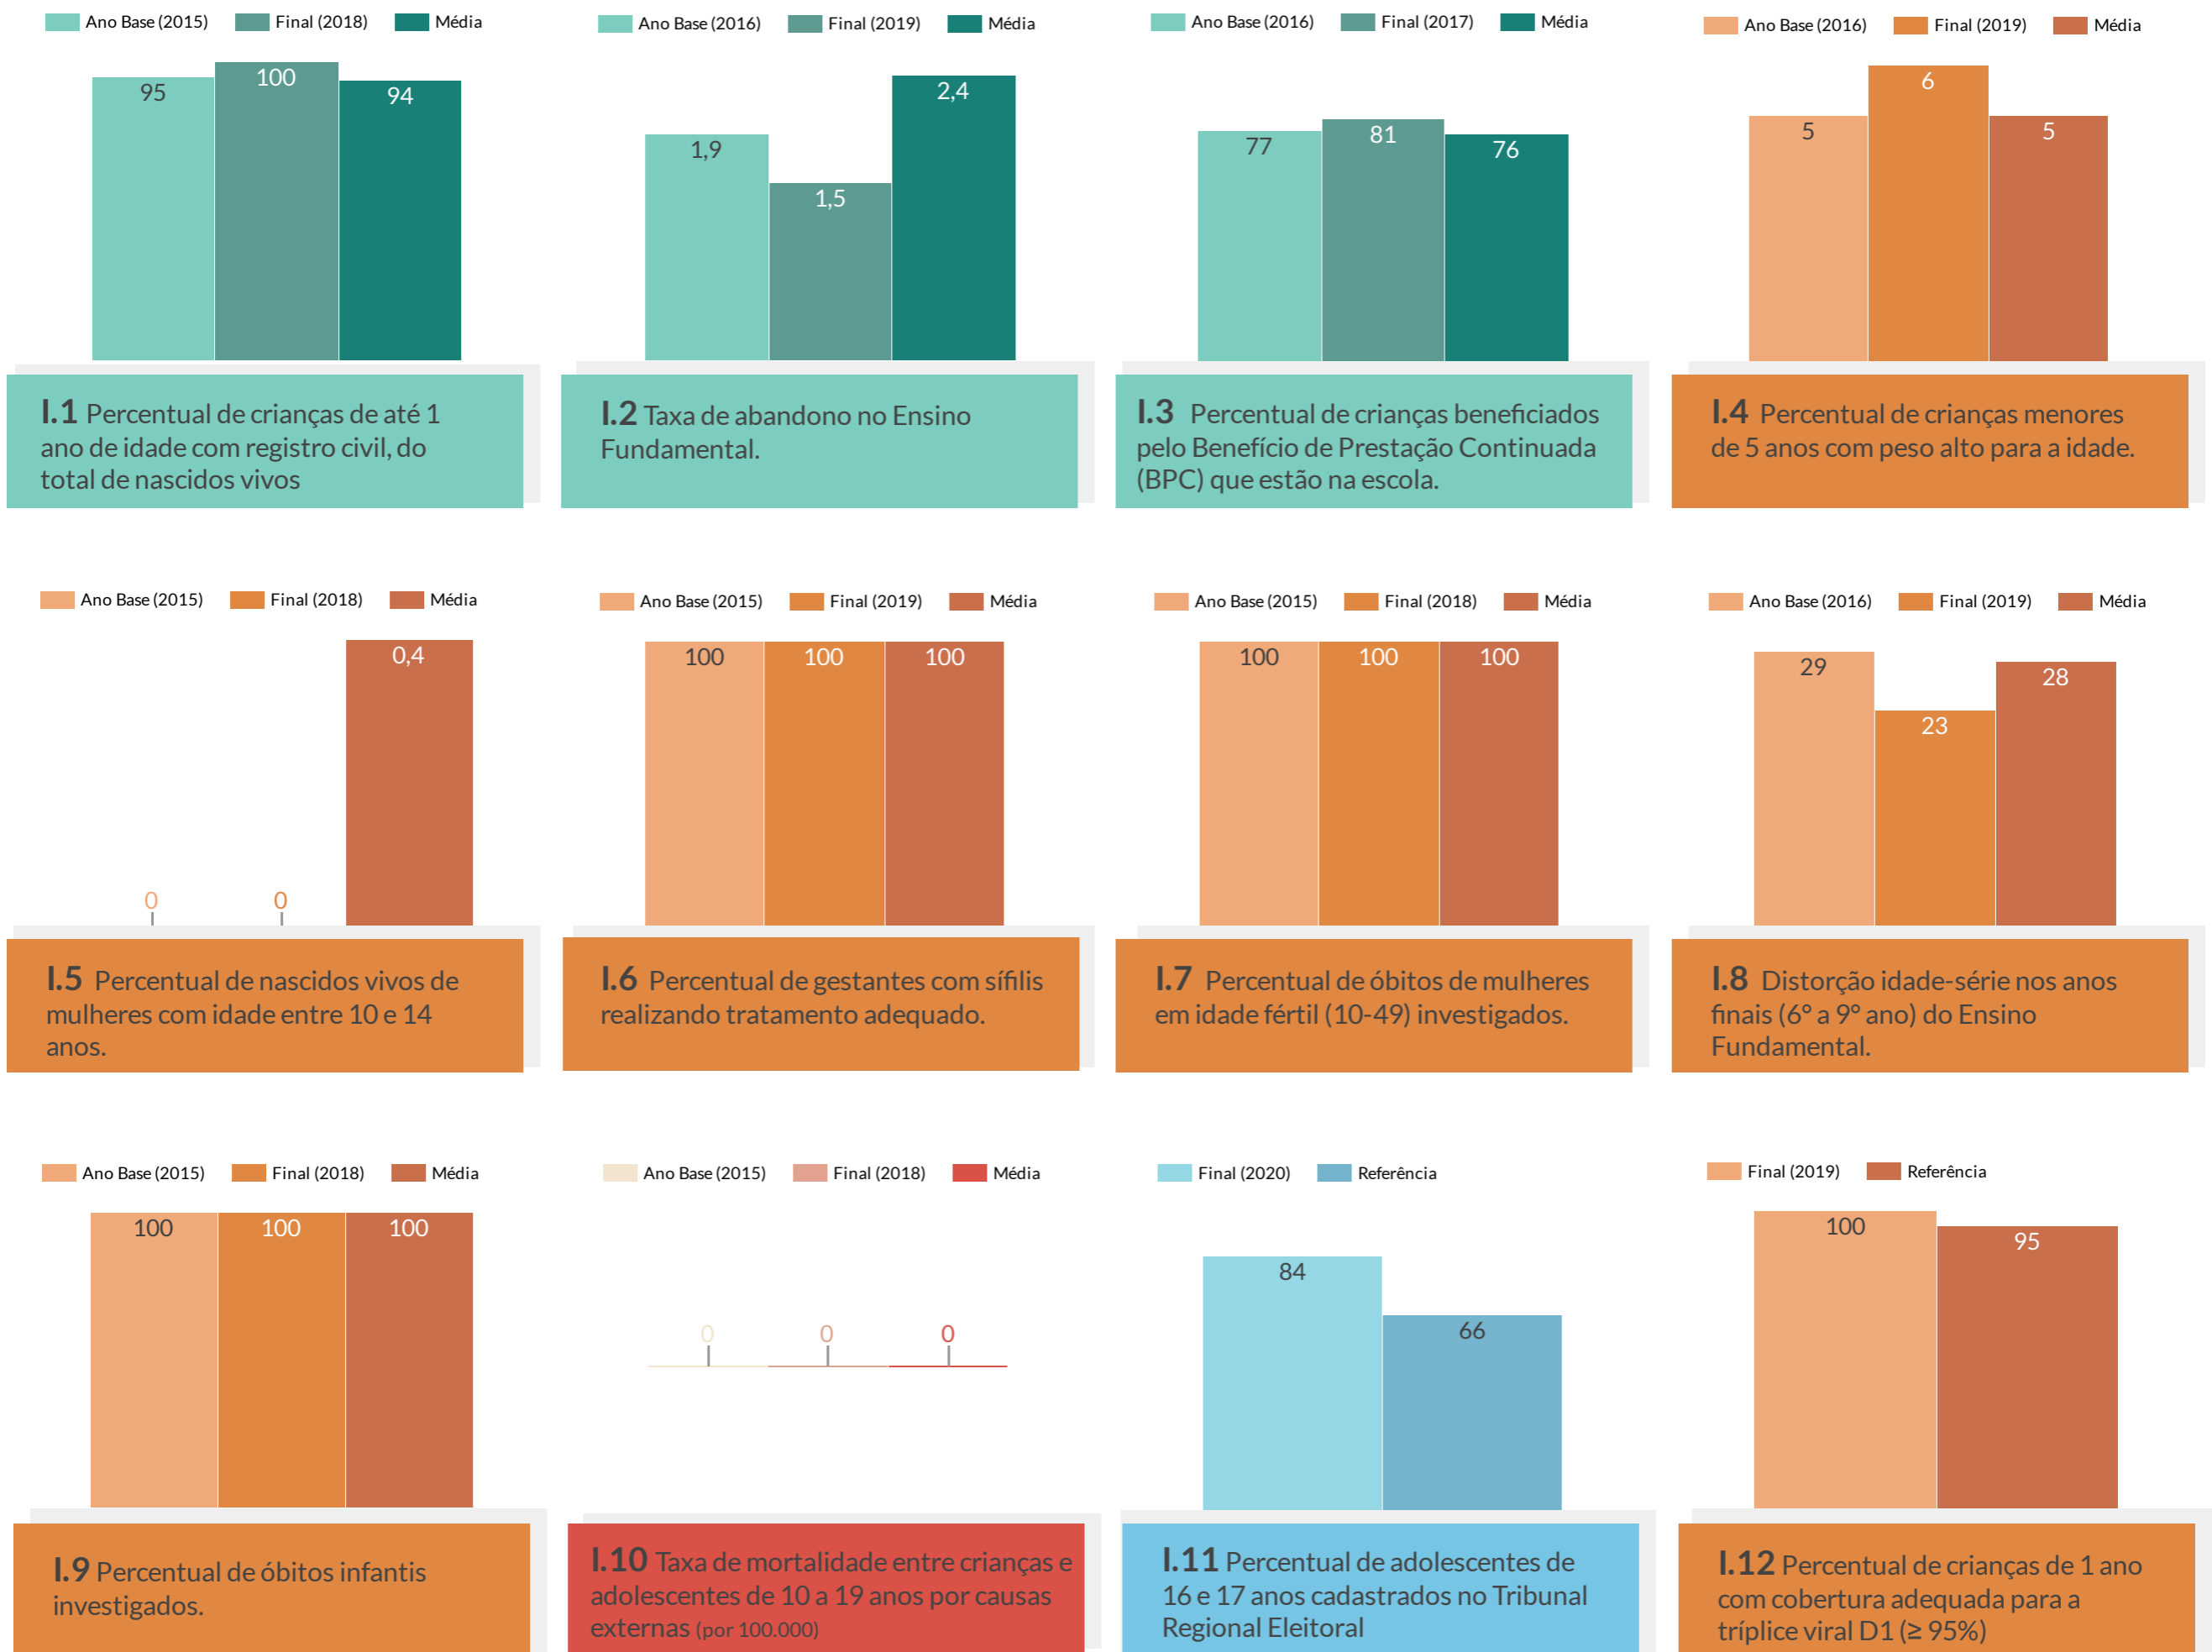 Ano Base (2015) Final (2018) Média
95 100 94
I.1 Percentual de crianças de até 1
ano de idade com registro civil, do
total de nascidos vivos
Ano Base (2016) Final (2019) Média
1,9 1,5 2,4
I.2 Taxa de abandono no Ensino
Fundamental.
Ano Base (2016) Final (2017) Média
77 81 76
I.3 Percentual de crianças beneficiados
pelo Benefício de Prestação Continuada
(BPC) que estão na escola.
Ano Base (2016) Final (2019) Média
5 6 5
I.4 Percentual de crianças menores
de 5 anos com peso alto para a idade.
Ano Base (2015) Final (2018) Média
0 0 0,4
I.5 Percentual de nascidos vivos de
mulheres com idade entre 10 e 14
anos.
Ano Base (2015) Final (2019) Média
100 100 100
I.6 Percentual de gestantes com sífilis
realizando tratamento adequado.
Ano Base (2015) Final (2018) Média
100 100 100
I.7 Percentual de óbitos de mulheres
em idade fértil (10-49) investigados.
Ano Base (2016) Final (2019) Média
29 23 28
I.8 Distorção idade-série nos anos
finais (6º a 9º ano) do Ensino
Fundamental.
Ano Base (2015) Final (2018) Média
100 100 100
I.9 Percentual de óbitos infantis
investigados.
Ano Base (2015) Final (2018) Média
0 0 0
I.10 Taxa de mortalidade entre crianças e
adolescentes de 10 a 19 anos por causas
externas (por 100.000)
Final (2020) Referência
84 66
I.11 Percentual de adolescentes de
16 e 17 anos cadastrados no Tribunal
Regional Eleitoral
Final (2019) Referência
100 95
I.12 Percentual de crianças de 1 ano
com cobertura adequada para a
tríplice viral D1 (≥ 95%)